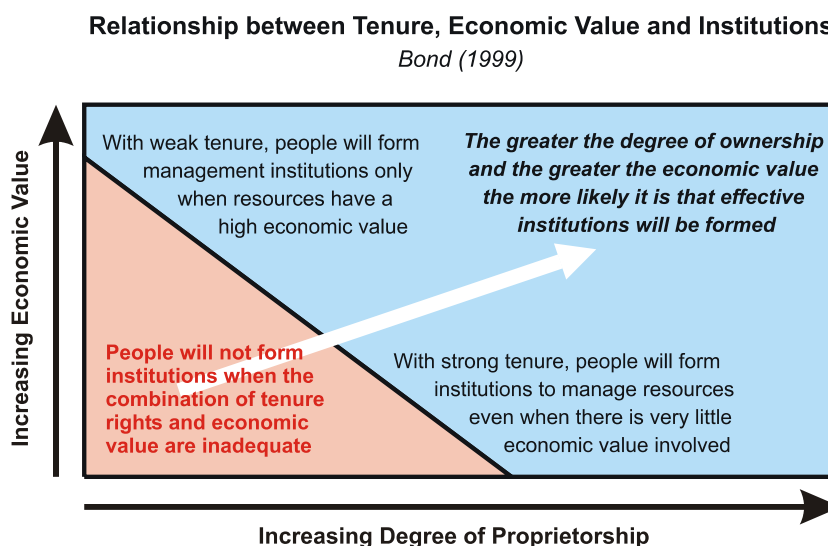 Relationship between Tenure, Economic Value and Institutions
Bond (1999)
Increasing Economic Value
With weak tenure, people will form
management institutions only
when resources have a
high economic value
The greater the degree of ownership
and the greater the economic value
the more likely it is that effective
institutions will be formed
People will not form
institutions when the
combination of tenure
rights and economic
value are inadequate
With strong tenure, people will form
institutions to manage resources
even when there is very little
economic value involved
Increasing Degree of Proprietorship